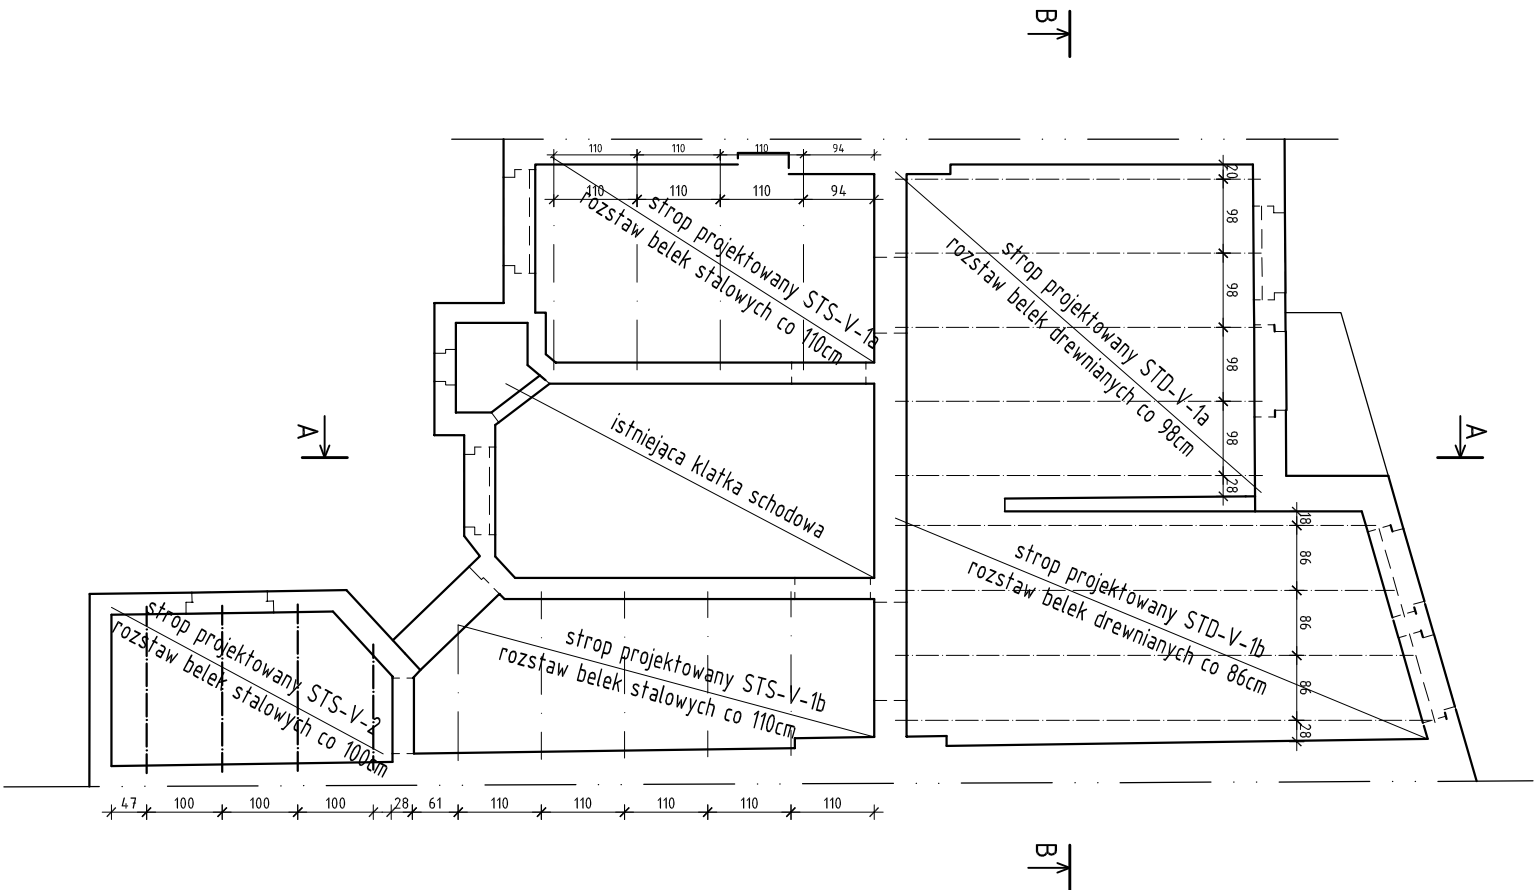 B
110 110 110 94
110 110 110 94
strop projektowany STS-V-1a
rozstaw belek stalowych co 110cm
20
98
98
98
98
28
strop projektowany STD-V-1a
rozstaw belek drewnianych co 98cm
A
A
istniejąca klatka schodowa
18
86
86
86
28
strop projektowany STD-V-1b
rozstaw belek drewnianych co 86cm
strop projektowany STS-V-2
rozstaw belek stalowych co 100cm
strop projektowany STS-V-1b
rozstaw belek stalowych co 110cm
47 100 100 100 28 61 110 110 110 110 110
B